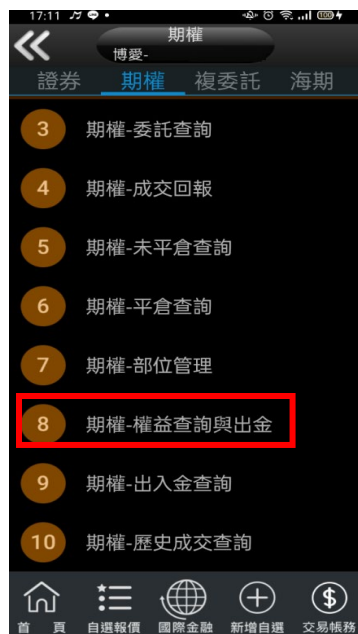 17:11
100
期權
博愛-
證券 期權 複委託 海期
3 期權-委託查詢
4 期權-成交回報
5 期權-未平倉查詢
6 期權-平倉查詢
7 期權-部位管理
8 期權-權益查詢與出金
9 期權-出入金查詢
10 期權-歷史成交查詢
首 頁 自選報價 國際金融 新增自選 交易帳務